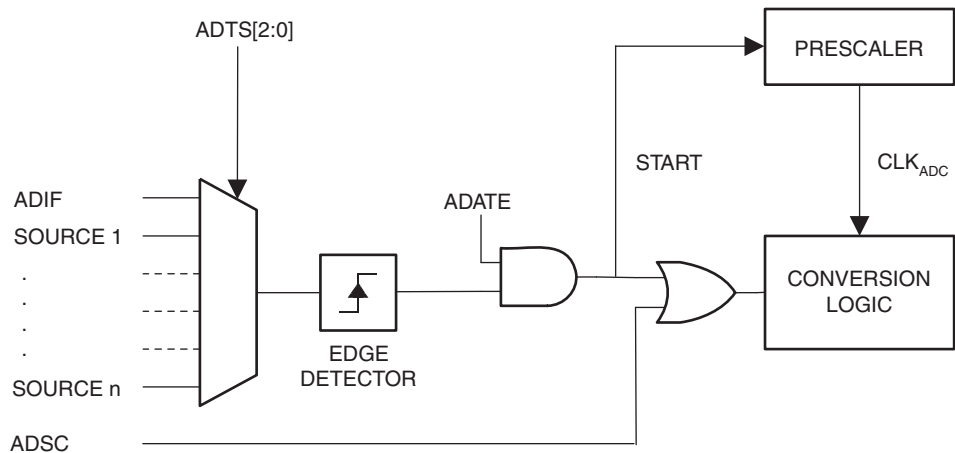 ADTS[2:0]
PRESCALER
START
CLKADC
ADIF
SOURCE 1
.
.
.
.
SOURCE n
ADSC
ADATE
EDGE
DETECTOR
CONVERSION
LOGIC